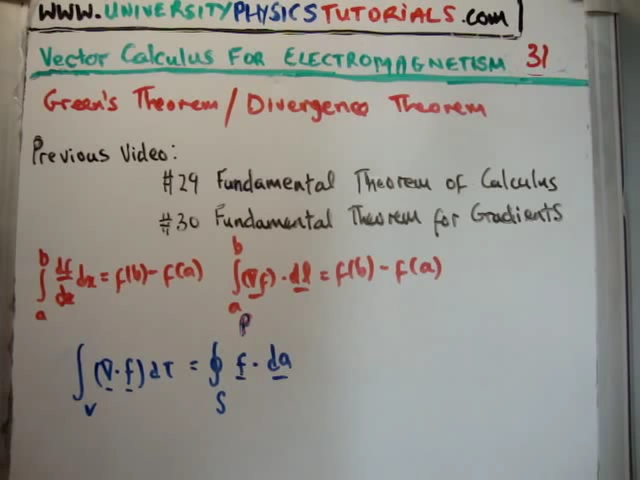 WWW.UNIVERSITYPHYSICSTUTORIALS.com
Vector Calculus FOR ELECTROMAGNETISM 31
Green's Theorem / Divergence Theorem
Previous Video:
#29 Fundamental Theorem of Calculus
#30 Fundamental Theorem for Gradients
∫ₐᵇ df/dx dx = f(b) - f(a)   ∫ₐᵇ (∇f) · dl = f(b) - f(a)
P
∫ᵥ (∇ · f) dτ = ∮ₛ f · da